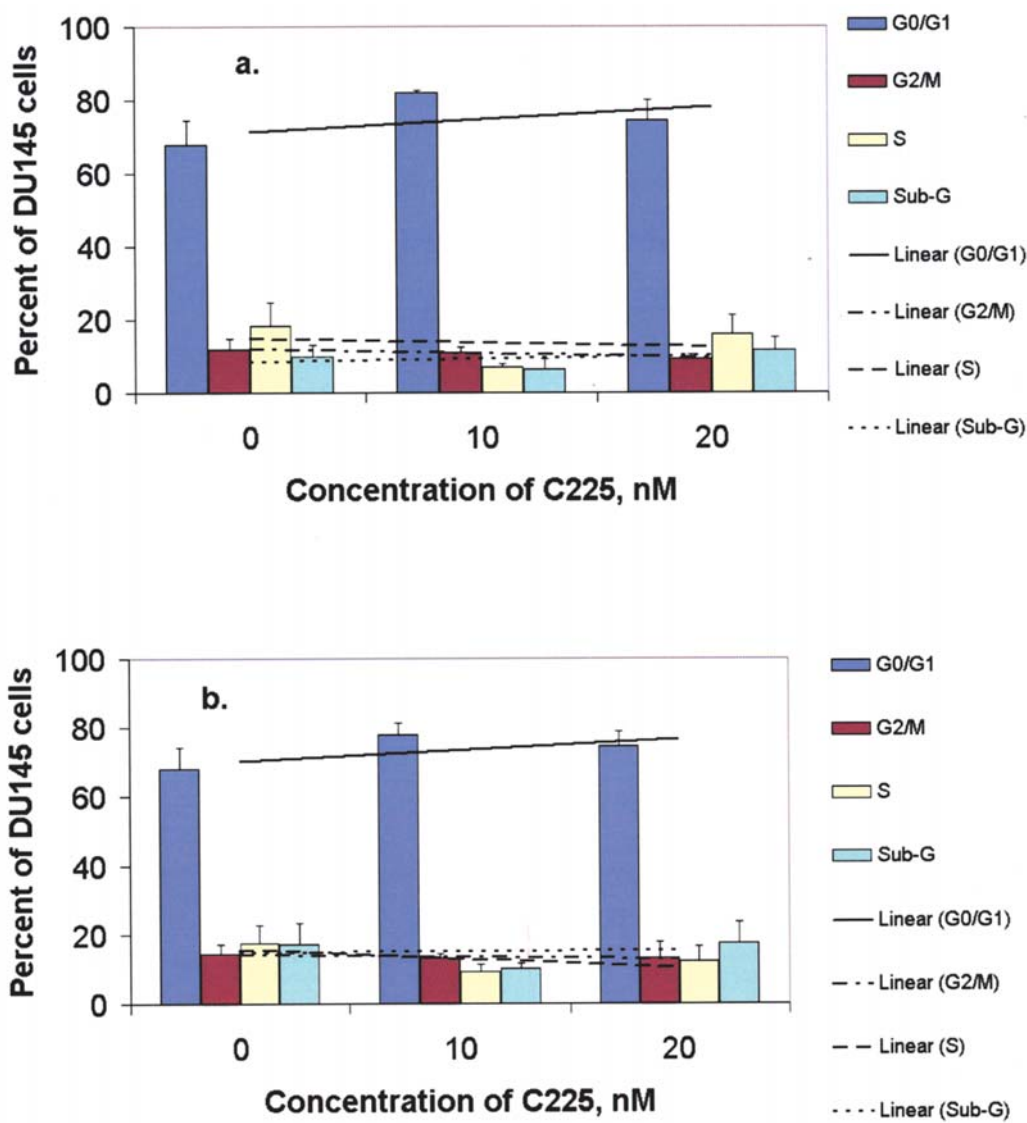 a.
Percent of DU145 cells
100
80
60
40
20
0
0 10 20
Concentration of C225, nM
G0/G1
G2/M
S
Sub-G
Linear (G0/G1)
Linear (G2/M)
Linear (S)
Linear (Sub-G)
b.
Percent of DU145 cells
100
80
60
40
20
0
0 10 20
Concentration of C225, nM
G0/G1
G2/M
S
Sub-G
Linear (G0/G1)
Linear (G2/M)
Linear (S)
Linear (Sub-G)